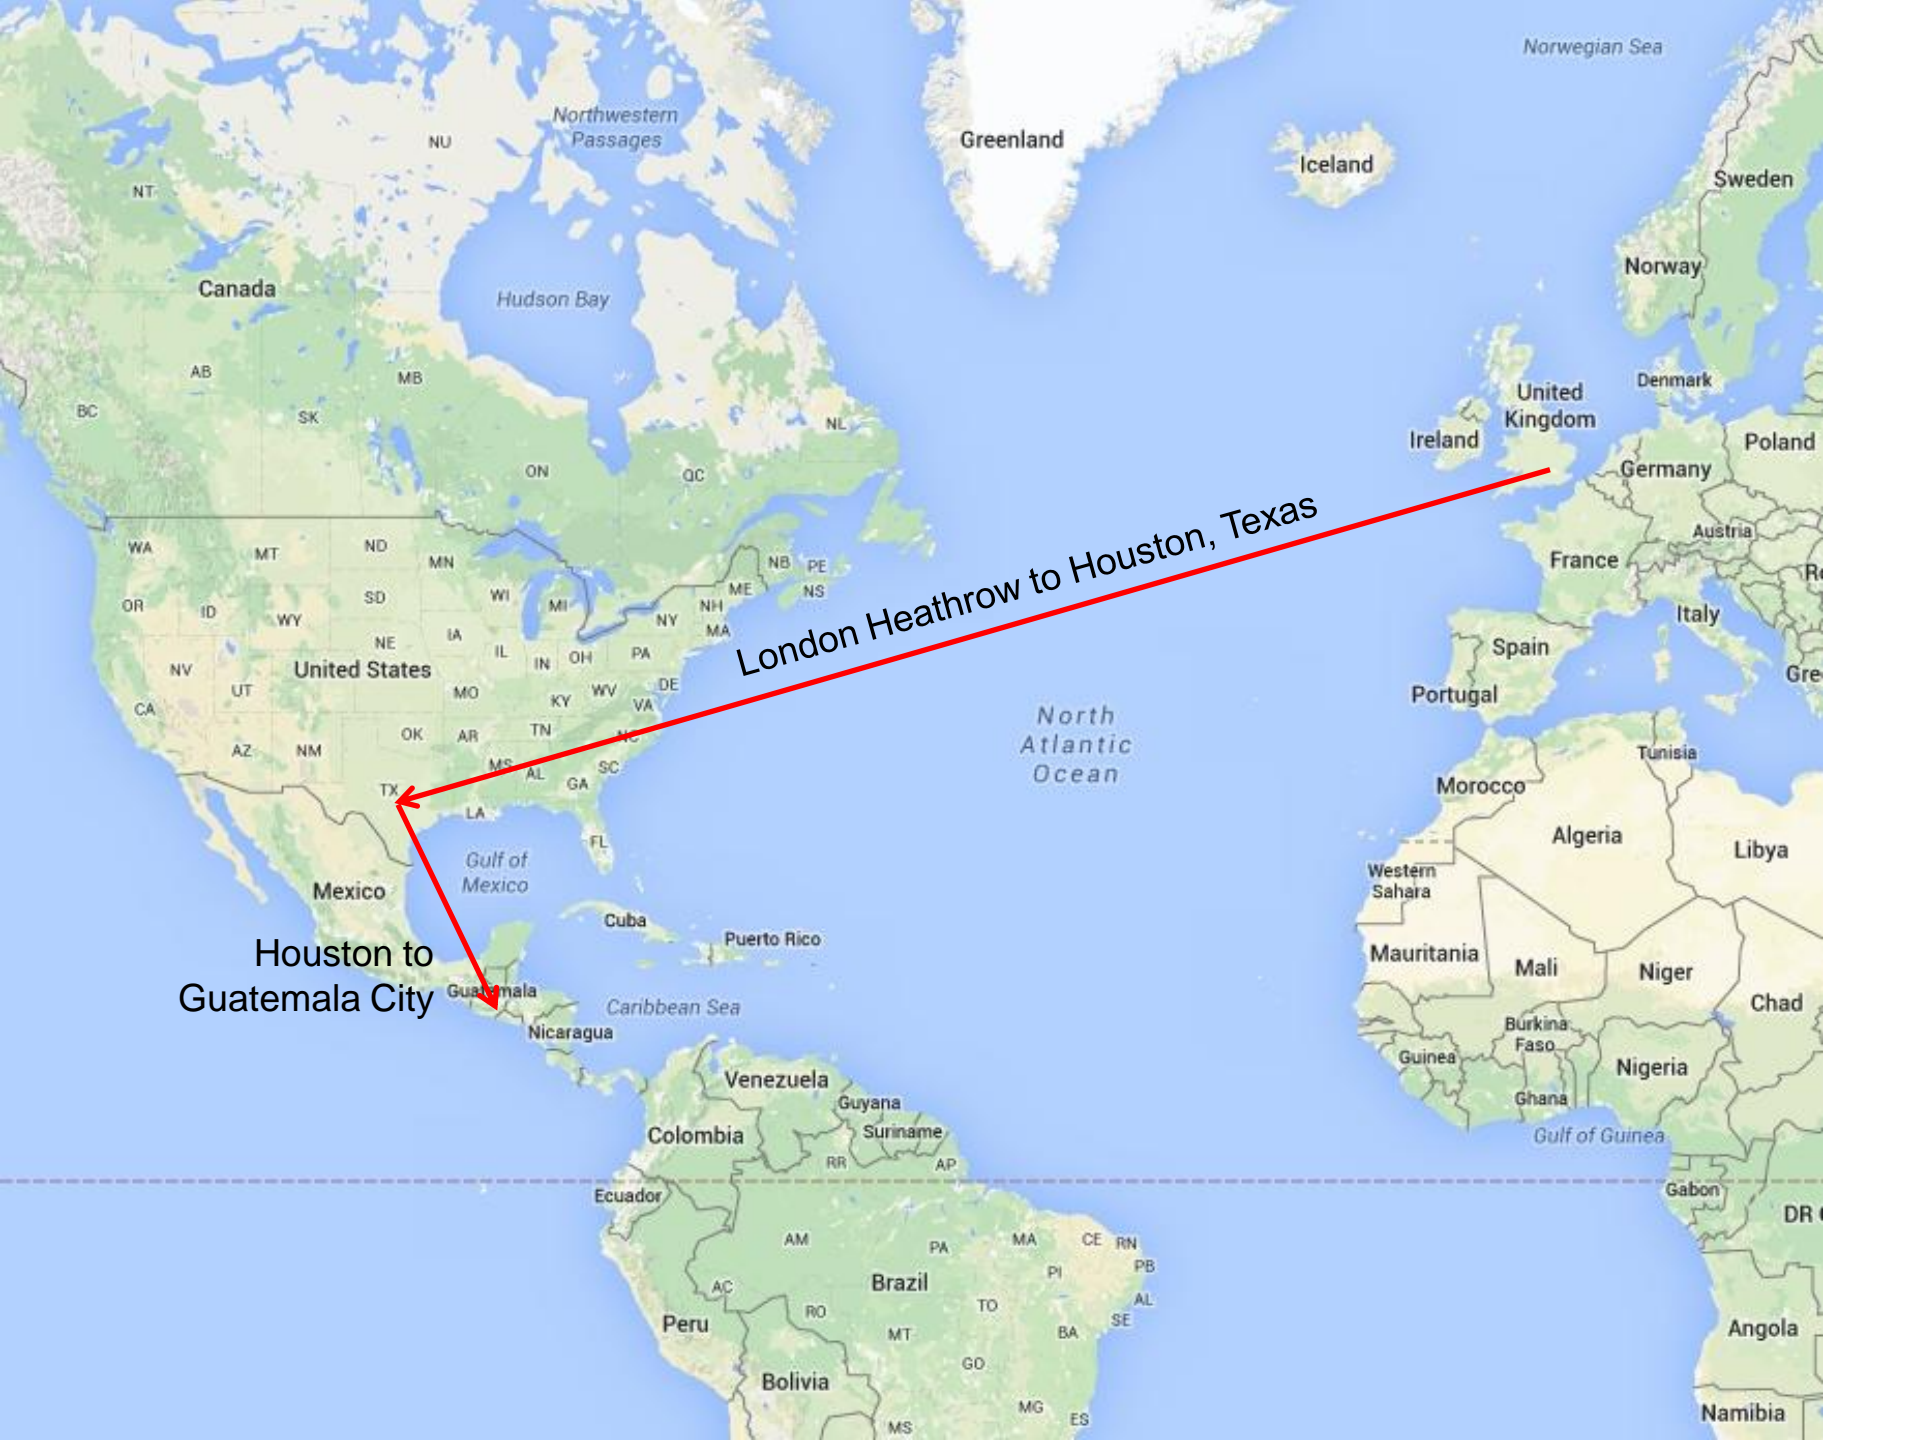 Norwegian Sea
Northwestern
Passages
NU
Greenland
Iceland
NT
Sweden
Norway
Canada
Hudson Bay
AB
MB
BC
SK
NL
United
Kingdom
Denmark
Ireland
Poland
ON
QC
Germany
London Heathrow to Houston, Texas
Austria
France
WA
MT
ND
MN
NB
PE
ME
NS
OR
ID
WY
SD
WI
MI
NH
NY
MA
Italy
Spain
NE
IA
IL
IN
OH
PA
NV
United States
UT
MO
KY
WV
DE
VA
Portugal
Gre
CA
OK
AR
TN
NC
North
Atlantic
Ocean
AZ
NM
MS
AL
SC
GA
TX
LA
FL
Tunisia
Morocco
Algeria
Libya
Gulf of
Mexico
Western
Sahara
Mexico
Cuba
Puerto Rico
Houston to
Guatemala City
Guatemala
Caribbean Sea
Nicaragua
Mauritania
Mali
Niger
Chad
Burkina
Faso
Guinea
Nigeria
Ghana
Gulf of Guinea
Venezuela
Guyana
Suriname
Colombia
RR
AP
Ecuador
Gabon
DR
AM
PA
MA
CE
RN
PB
PI
AC
Brazil
TO
AL
SE
RO
BA
MT
Peru
Angola
GO
Bolivia
MG
ES
MS
Namibia